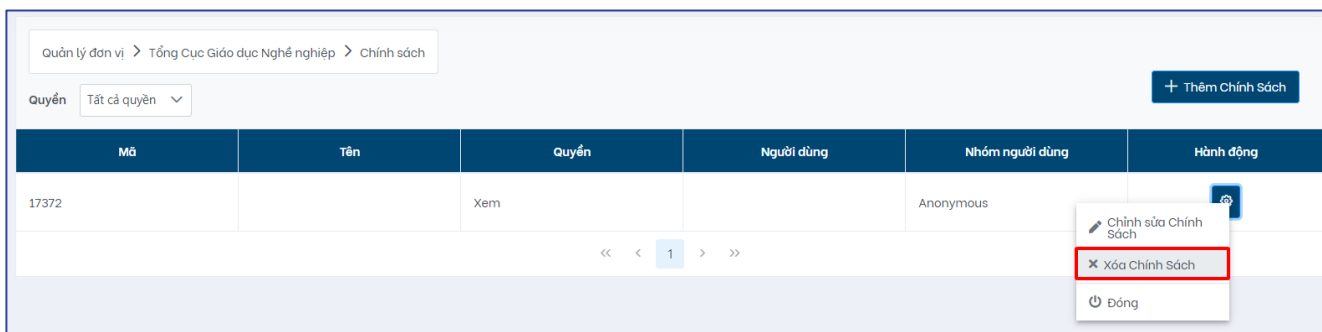 Quản lý đơn vị > Tổng Cục Giáo dục Nghề nghiệp > Chính sách
+ Thêm Chính Sách
Quyền Tất cả quyền
Mã Tên Quyền Người dùng Nhóm người dùng Hành động
17372 Xem Anonymous
Chỉnh sửa Chính
Sách
<< < 1 > >>
Xóa Chính Sách
Đóng